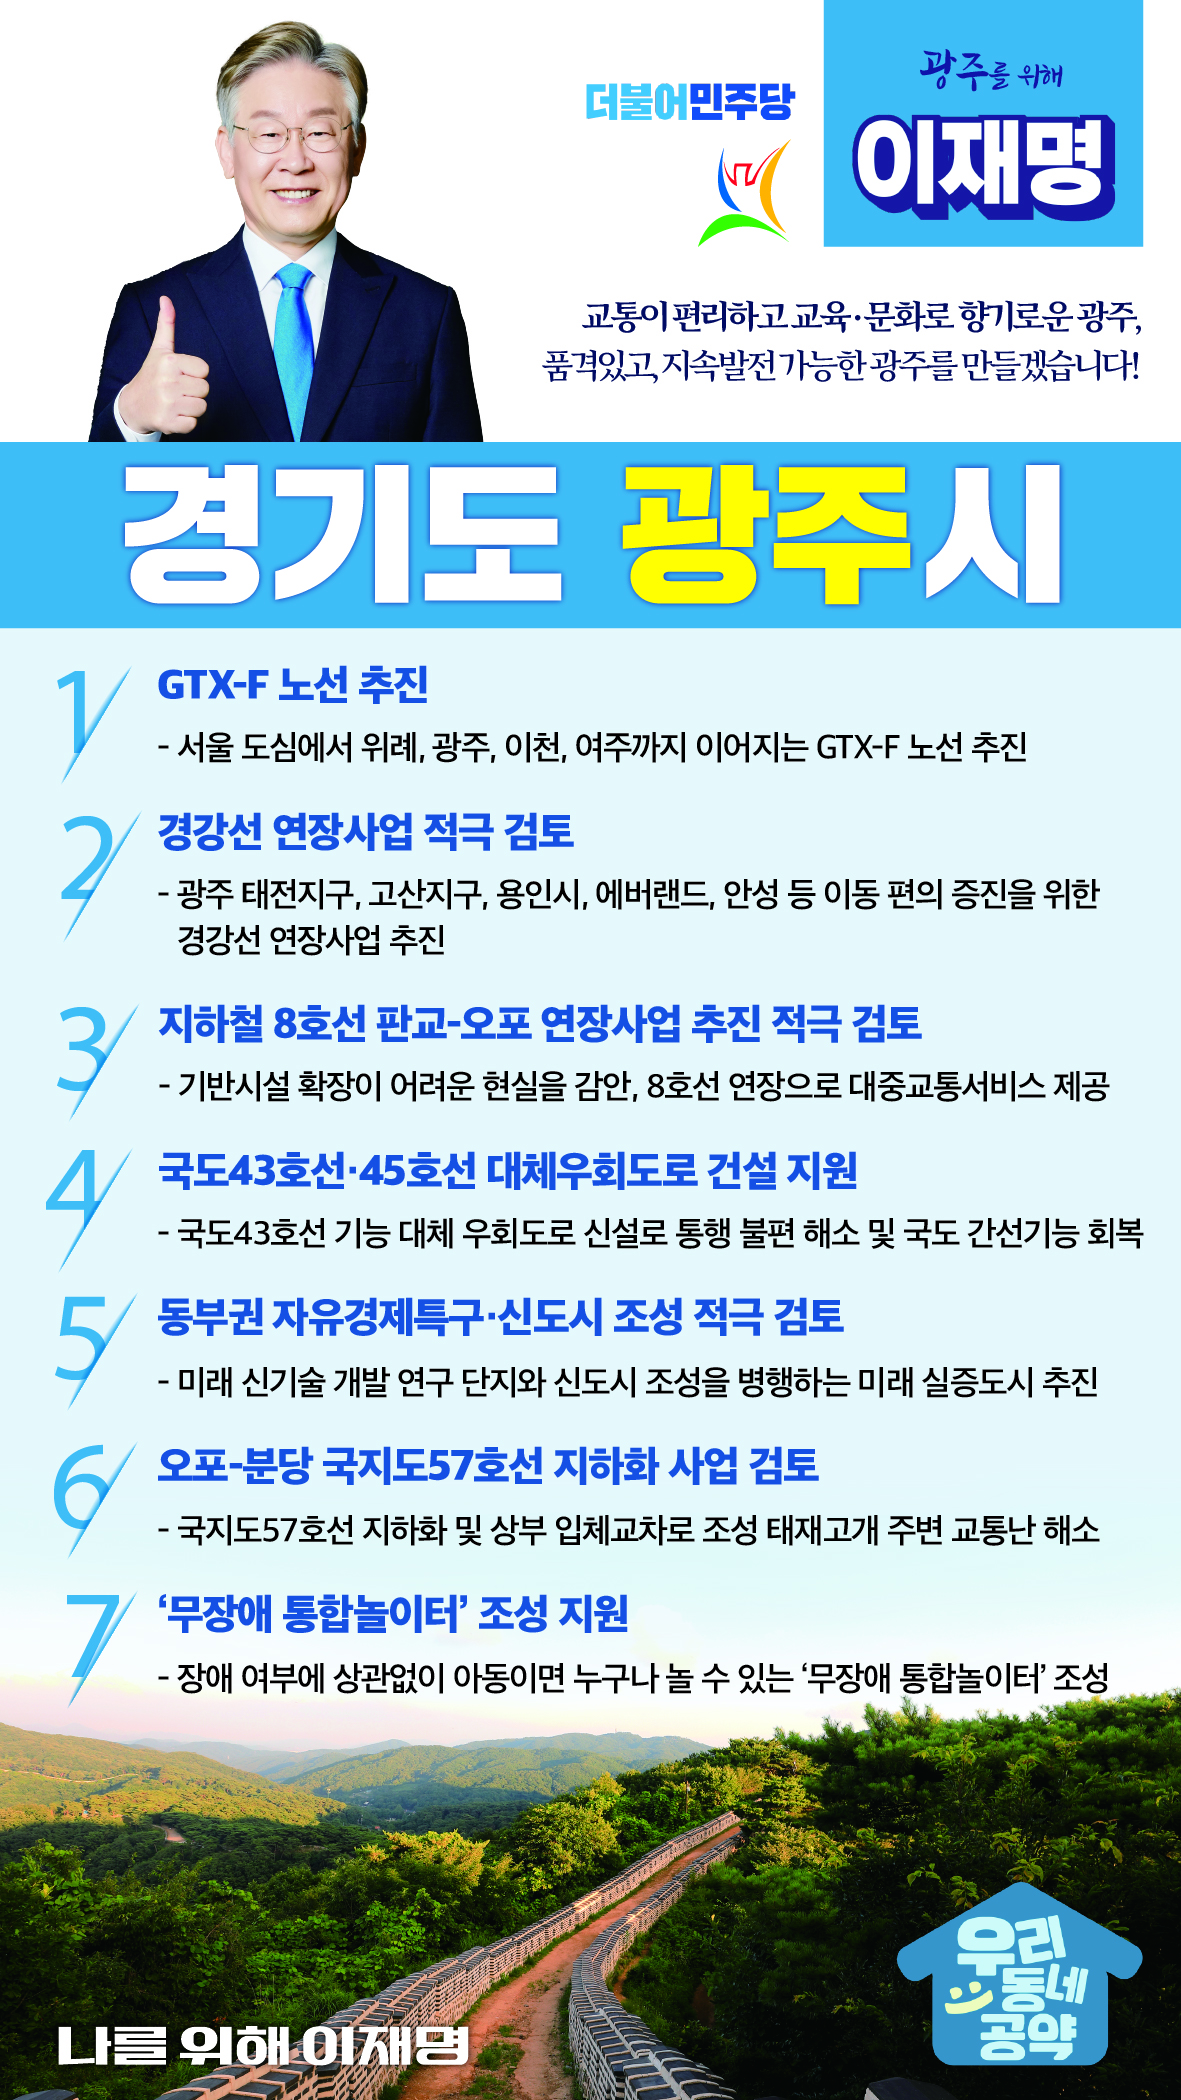 더불어민주당
광주를 위해
이재명
교통이 편리하고 교육·문화로 향기로운 광주,
품격있고, 지속발전 가능한 광주를 만들겠습니다!
경기도 광주시
1 GTX-F 노선 추진
- 서울 도심에서 위례, 광주, 이천, 여주까지 이어지는 GTX-F 노선 추진
2 경강선 연장사업 적극 검토
- 광주 태전지구, 고산지구, 용인시, 에버랜드, 안성 등 이동 편의 증진을 위한
경강선 연장사업 추진
3 지하철 8호선 판교-오포 연장사업 추진 적극 검토
- 기반시설 확장이 어려운 현실을 감안, 8호선 연장으로 대중교통서비스 제공
4 국도43호선·45호선 대체우회도로 건설 지원
- 국도43호선 기능 대체 우회도로 신설로 통행 불편 해소 및 국도 간선기능 회복
5 동부권 자유경제특구·신도시 조성 적극 검토
- 미래 신기술 개발 연구 단지와 신도시 조성을 병행하는 미래 실증도시 추진
6 오포-분당 국지도57호선 지하화 사업 검토
- 국지도57호선 지하화 및 상부 입체교차로 조성 태재고개 주변 교통난 해소
7 ‘무장애 통합놀이터’ 조성 지원
- 장애 여부에 상관없이 아동이면 누구나 놀 수 있는 ‘무장애 통합놀이터’ 조성
우리
동네
공약
나를 위해 이재명